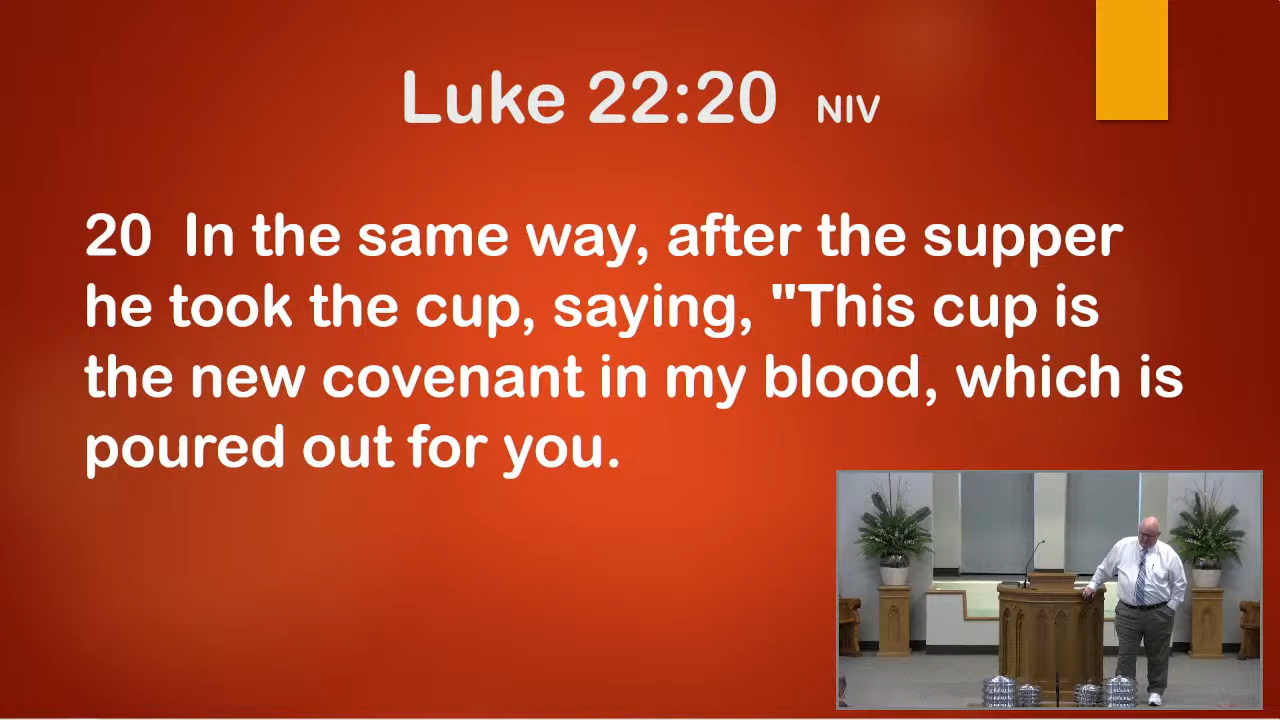 Luke 22:20 NIV
20 In the same way, after the supper
he took the cup, saying, "This cup is
the new covenant in my blood, which is
poured out for you.